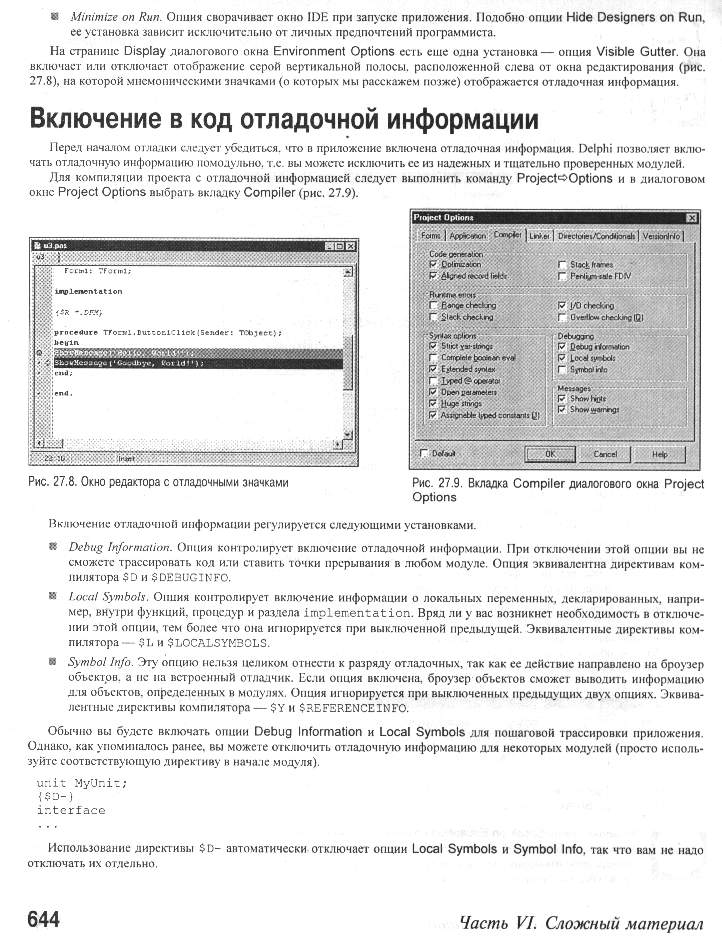 Minimize on Run. Опция сворачивает окно IDE при запуске приложения. Подобно опции Hide Designers on Run,
ее установка зависит исключительно от личных предпочтений программиста.
На странице Display диалогового окна Environment Options есть еще одна установка — опция Visible Gutter. Она
включает или отключает отображение серой вертикальной полосы, расположенной слева от окна редактирования (рис.
27.8), на которой мнемоническими значками (о которых мы расскажем позже) отображается отладочная информация.
Включение в код отладочной информации
Перед началом отладки следует убедиться, что в приложение включена отладочная информация. Delphi позволяет вклю-
чать отладочную информацию помодульно, т.е. вы можете исключить ее из надежных и тщательно проверенных модулей.
Для компиляции проекта с отладочной информацией следует выполнить команду Project⇨Options и в диалоговом
окне Project Options выбрать вкладку Compiler (рис. 27.9).
u3.pas
u3
Form1: TForm1;
implementation
{$R *.DFM}
procedure TForm1.Button1Click(Sender: TObject);
begin
ShowMessage('Hello, World!');
ShowMessage('Goodbye, World!');
end;
end.
Insert
Рис. 27.8. Окно редактора с отладочными значками
Project Options
Forms Application Compiler Linker Directories/Conditionals VersionInfo
Code generation
Optimization
Aligned record fields
Stack frames
Pentium-safe FDIV
Runtime errors
Range checking
Stack checking
I/O checking
Overflow checking (Q)
Syntax options
Strict var-strings
Complete boolean eval
Extended syntax
Typed @ operator
Open parameters
Huge strings
Assignable typed constants (J)
Debugging
Debug information
Local symbols
Symbol info
Messages
Show hints
Show warnings
Default
OK
Cancel
Help
Рис. 27.9. Вкладка Compiler диалогового окна Project
Options
Включение отладочной информации регулируется следующими установками.
Debug Information. Опция контролирует включение отладочной информации. При отключении этой опции вы не
сможете трассировать код или ставить точки прерывания в любом модуле. Опция эквивалентна директивам ком-
пилятора $D и $DEBUGINFO.
Local Symbols. Опция контролирует включение информации о локальных переменных, декларированных, напри-
мер, внутри функций, процедур и раздела implementation. Вряд ли у вас возникнет необходимость в отключе-
нии этой опции, тем более что она игнорируется при выключенной предыдущей. Эквивалентные директивы ком-
пилятора — $L и $LOCALSYMBOLS.
Symbol Info. Эту опцию нельзя целиком отнести к разряду отладочных, так как ее действие направлено на броузер
объектов, а не на встроенный отладчик. Если опция включена, броузер объектов сможет выводить информацию
для объектов, определенных в модулях. Опция игнорируется при выключенных предыдущих двух опциях. Эквива-
лентные директивы компилятора — $Y и $REFERENCEINFO.
Обычно вы будете включать опции Debug Information и Local Symbols для пошаговой трассировки приложения.
Однако, как упоминалось ранее, вы можете отключить отладочную информацию для некоторых модулей (просто исполь-
зуйте соответствующую директиву в начале модуля).
unit MyUnit;
{$D-}
interface
...
Использование директивы $D- автоматически отключает опции Local Symbols и Symbol Info, так что вам не надо
отключать их отдельно.
644
Часть VI. Сложный материал